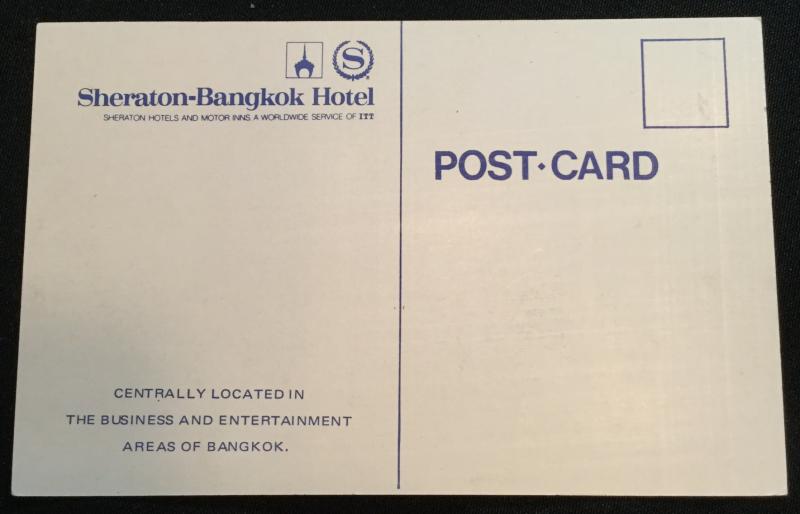 S
Sheraton-Bangkok Hotel
SHERATON HOTELS AND MOTOR INNS. A WORLDWIDE SERVICE OF ITT
POST·CARD
CENTRALLY LOCATED IN
THE BUSINESS AND ENTERTAINMENT
AREAS OF BANGKOK.